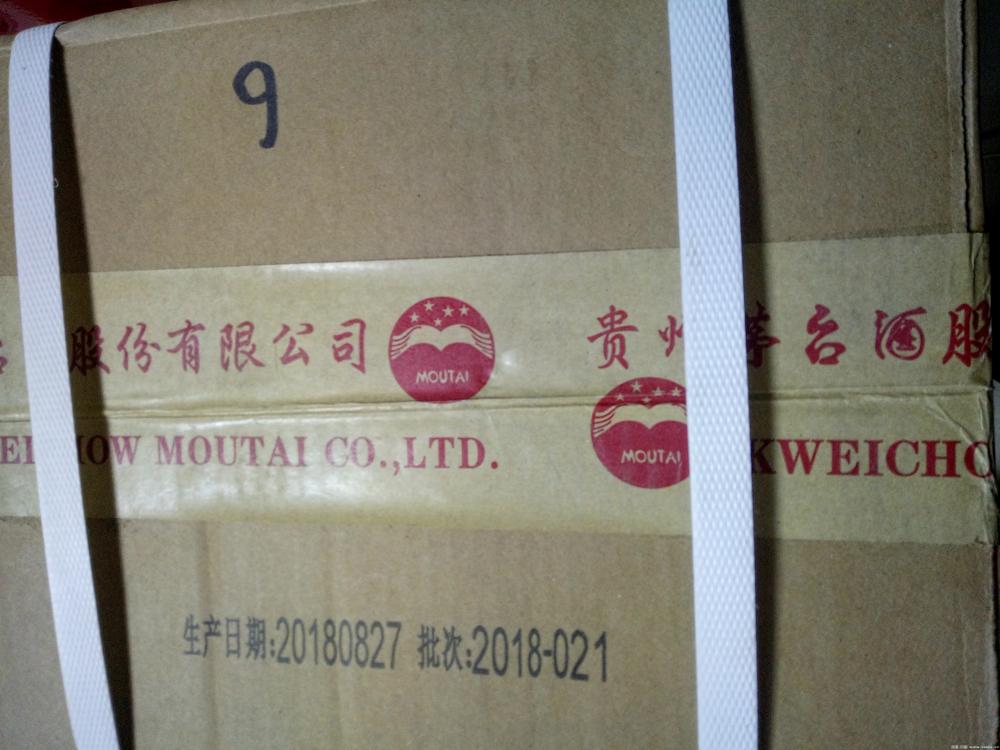 9
股份有限公司 MOUTAI 贵州茅台酒股
MOUTAI CO.,LTD. MOUTAI KWEICHO
生产日期:20180827 批次:2018-021